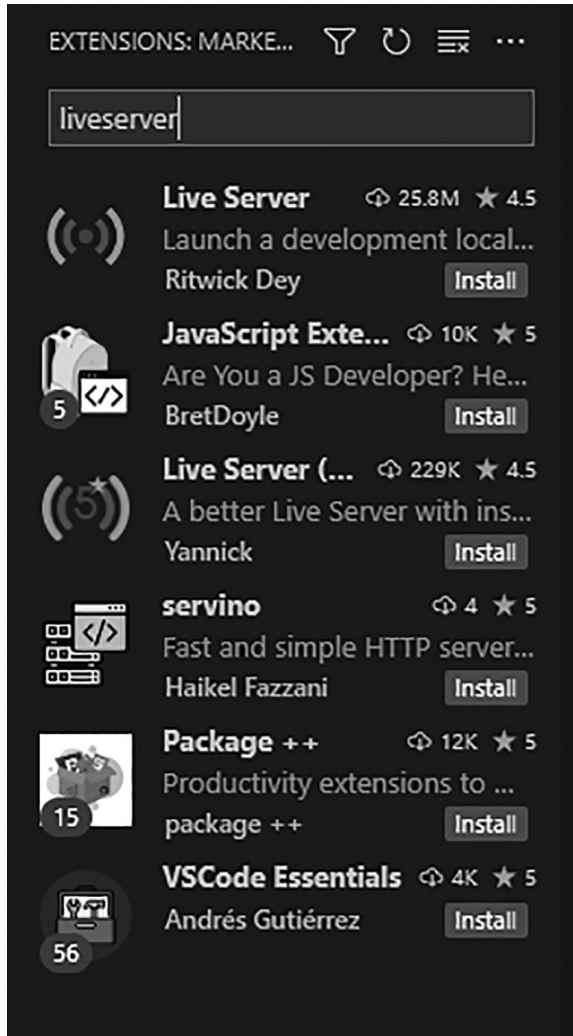 EXTENSIONS: MARKE...
liveserver
Live Server 25.8M ★ 4.5
Launch a development local...
Ritwick Dey Install
JavaScript Exte... 10K ★ 5
Are You a JS Developer? He...
5 </>
BretDoyle Install
Live Server (... 229K ★ 4.5
5
A better Live Server with ins...
Yannick Install
servino 4 ★ 5
</>
Fast and simple HTTP server...
Haikel Fazzani Install
Package ++ 12K ★ 5
Productivity extensions to ...
15
package ++ Install
VSCode Essentials 4K ★ 5
Andrés Gutiérrez Install
56